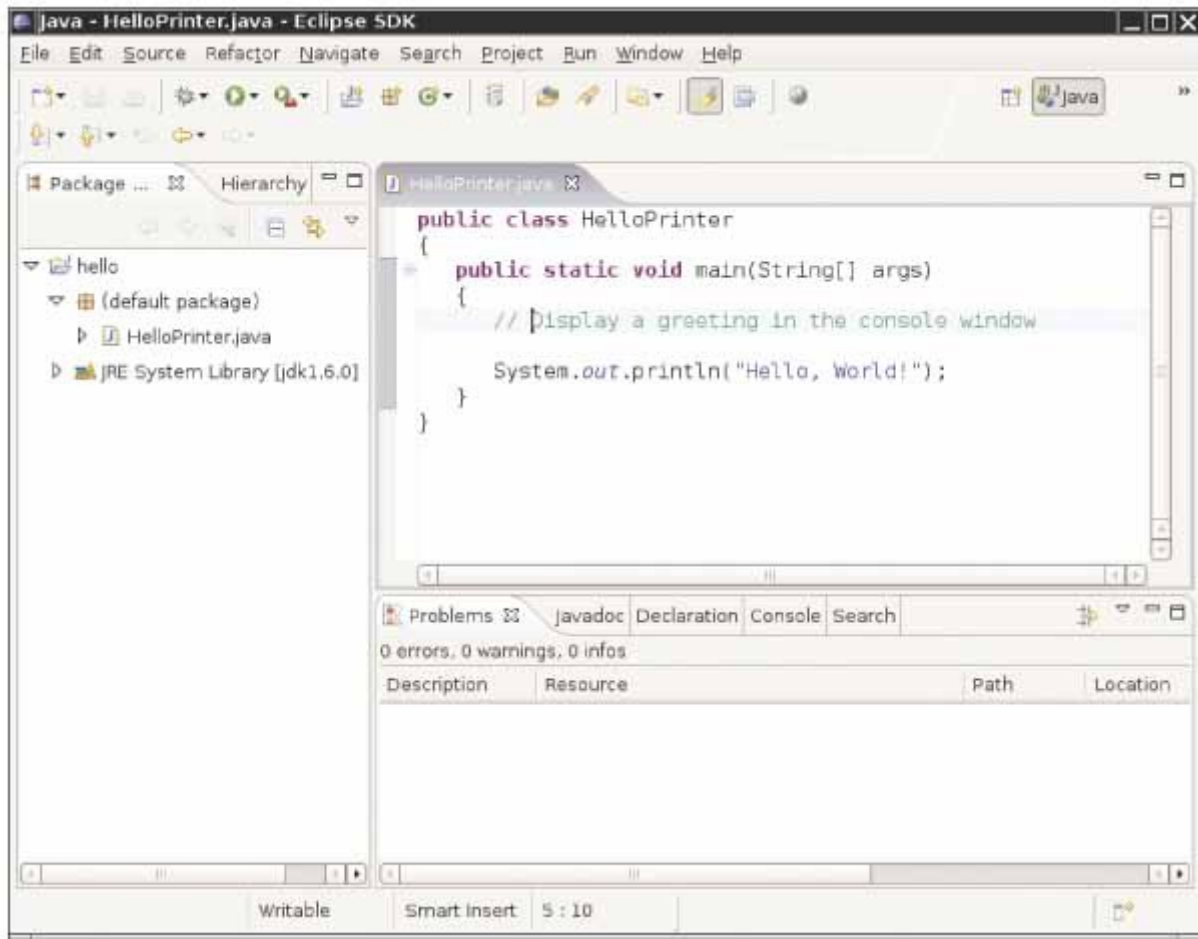 Java - HelloPrinter.java - Eclipse SDK
File Edit Source Refactor Navigate Search Project Run Window Help
Java
Package ... Hierarchy
hello
(default package)
HelloPrinter.java
JRE System Library [jdk1.6.0]
HelloPrinter.java
public class HelloPrinter
{
public static void main(String[] args)
{
// Display a greeting in the console window
System.out.println("Hello, World!");
}
}
Problems Javadoc Declaration Console Search
0 errors, 0 warnings, 0 infos
Description Resource Path Location
Writable Smart Insert 5 : 10